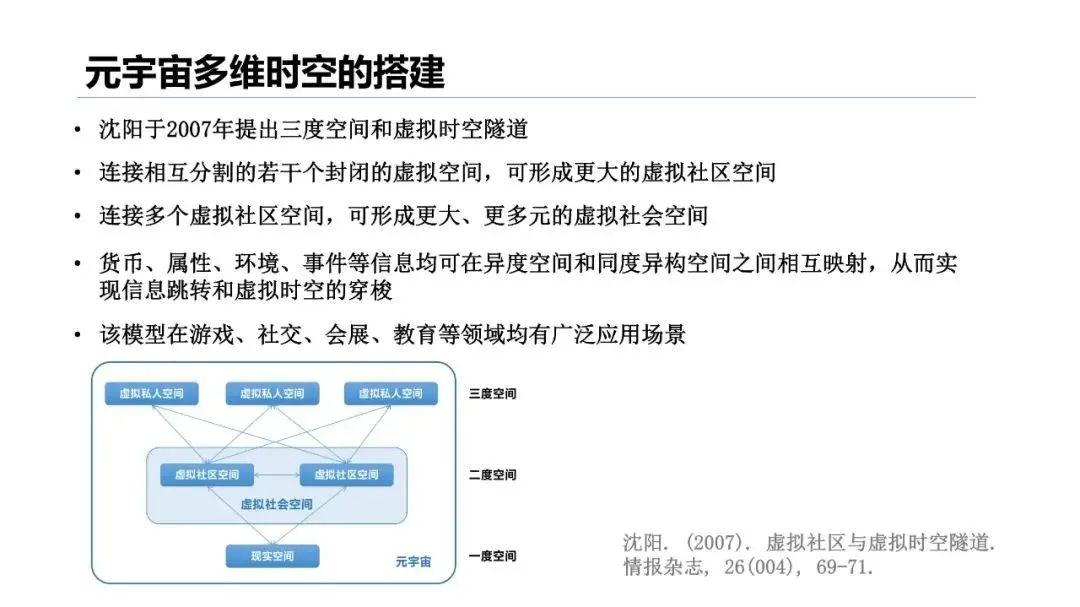 元宇宙多维时空的搭建
• 沈阳于2007年提出三度空间和虚拟时空隧道
• 连接相互分割的若干个封闭的虚拟空间，可形成更大的虚拟社区空间
• 连接多个虚拟社区空间，可形成更大、更多元的虚拟社会空间
• 货币、属性、环境、事件等信息均可在异度空间和同度异构空间之间相互映射，从而实
现信息跳转和虚拟时空的穿梭
• 该模型在游戏、社交、会展、教育等领域均有广泛应用场景
虚拟私人空间 虚拟私人空间 虚拟私人空间 三度空间
虚拟社区空间 虚拟社区空间 二度空间
虚拟社会空间
现实空间 元宇宙 一度空间
沈阳. (2007). 虚拟社区与虚拟时空隧道.
情报杂志, 26(004), 69-71.